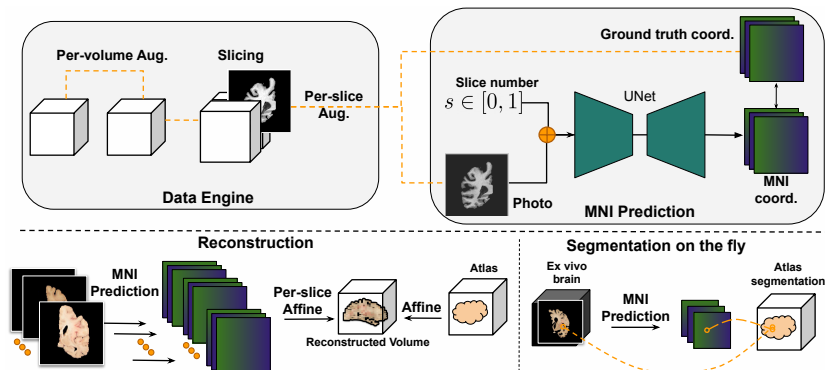 Per-volume Aug.
Slicing
Per-slice
Aug.
Data Engine
Ground truth coord.
Slice number
s ∈ [0, 1]
UNet
Photo
MNI
coord.
MNI Prediction
Reconstruction
MNI
Prediction
Per-slice
Affine
Reconstructed Volume
Affine
Atlas
Segmentation on the fly
Ex vivo
brain
MNI
Prediction
Atlas
segmentation